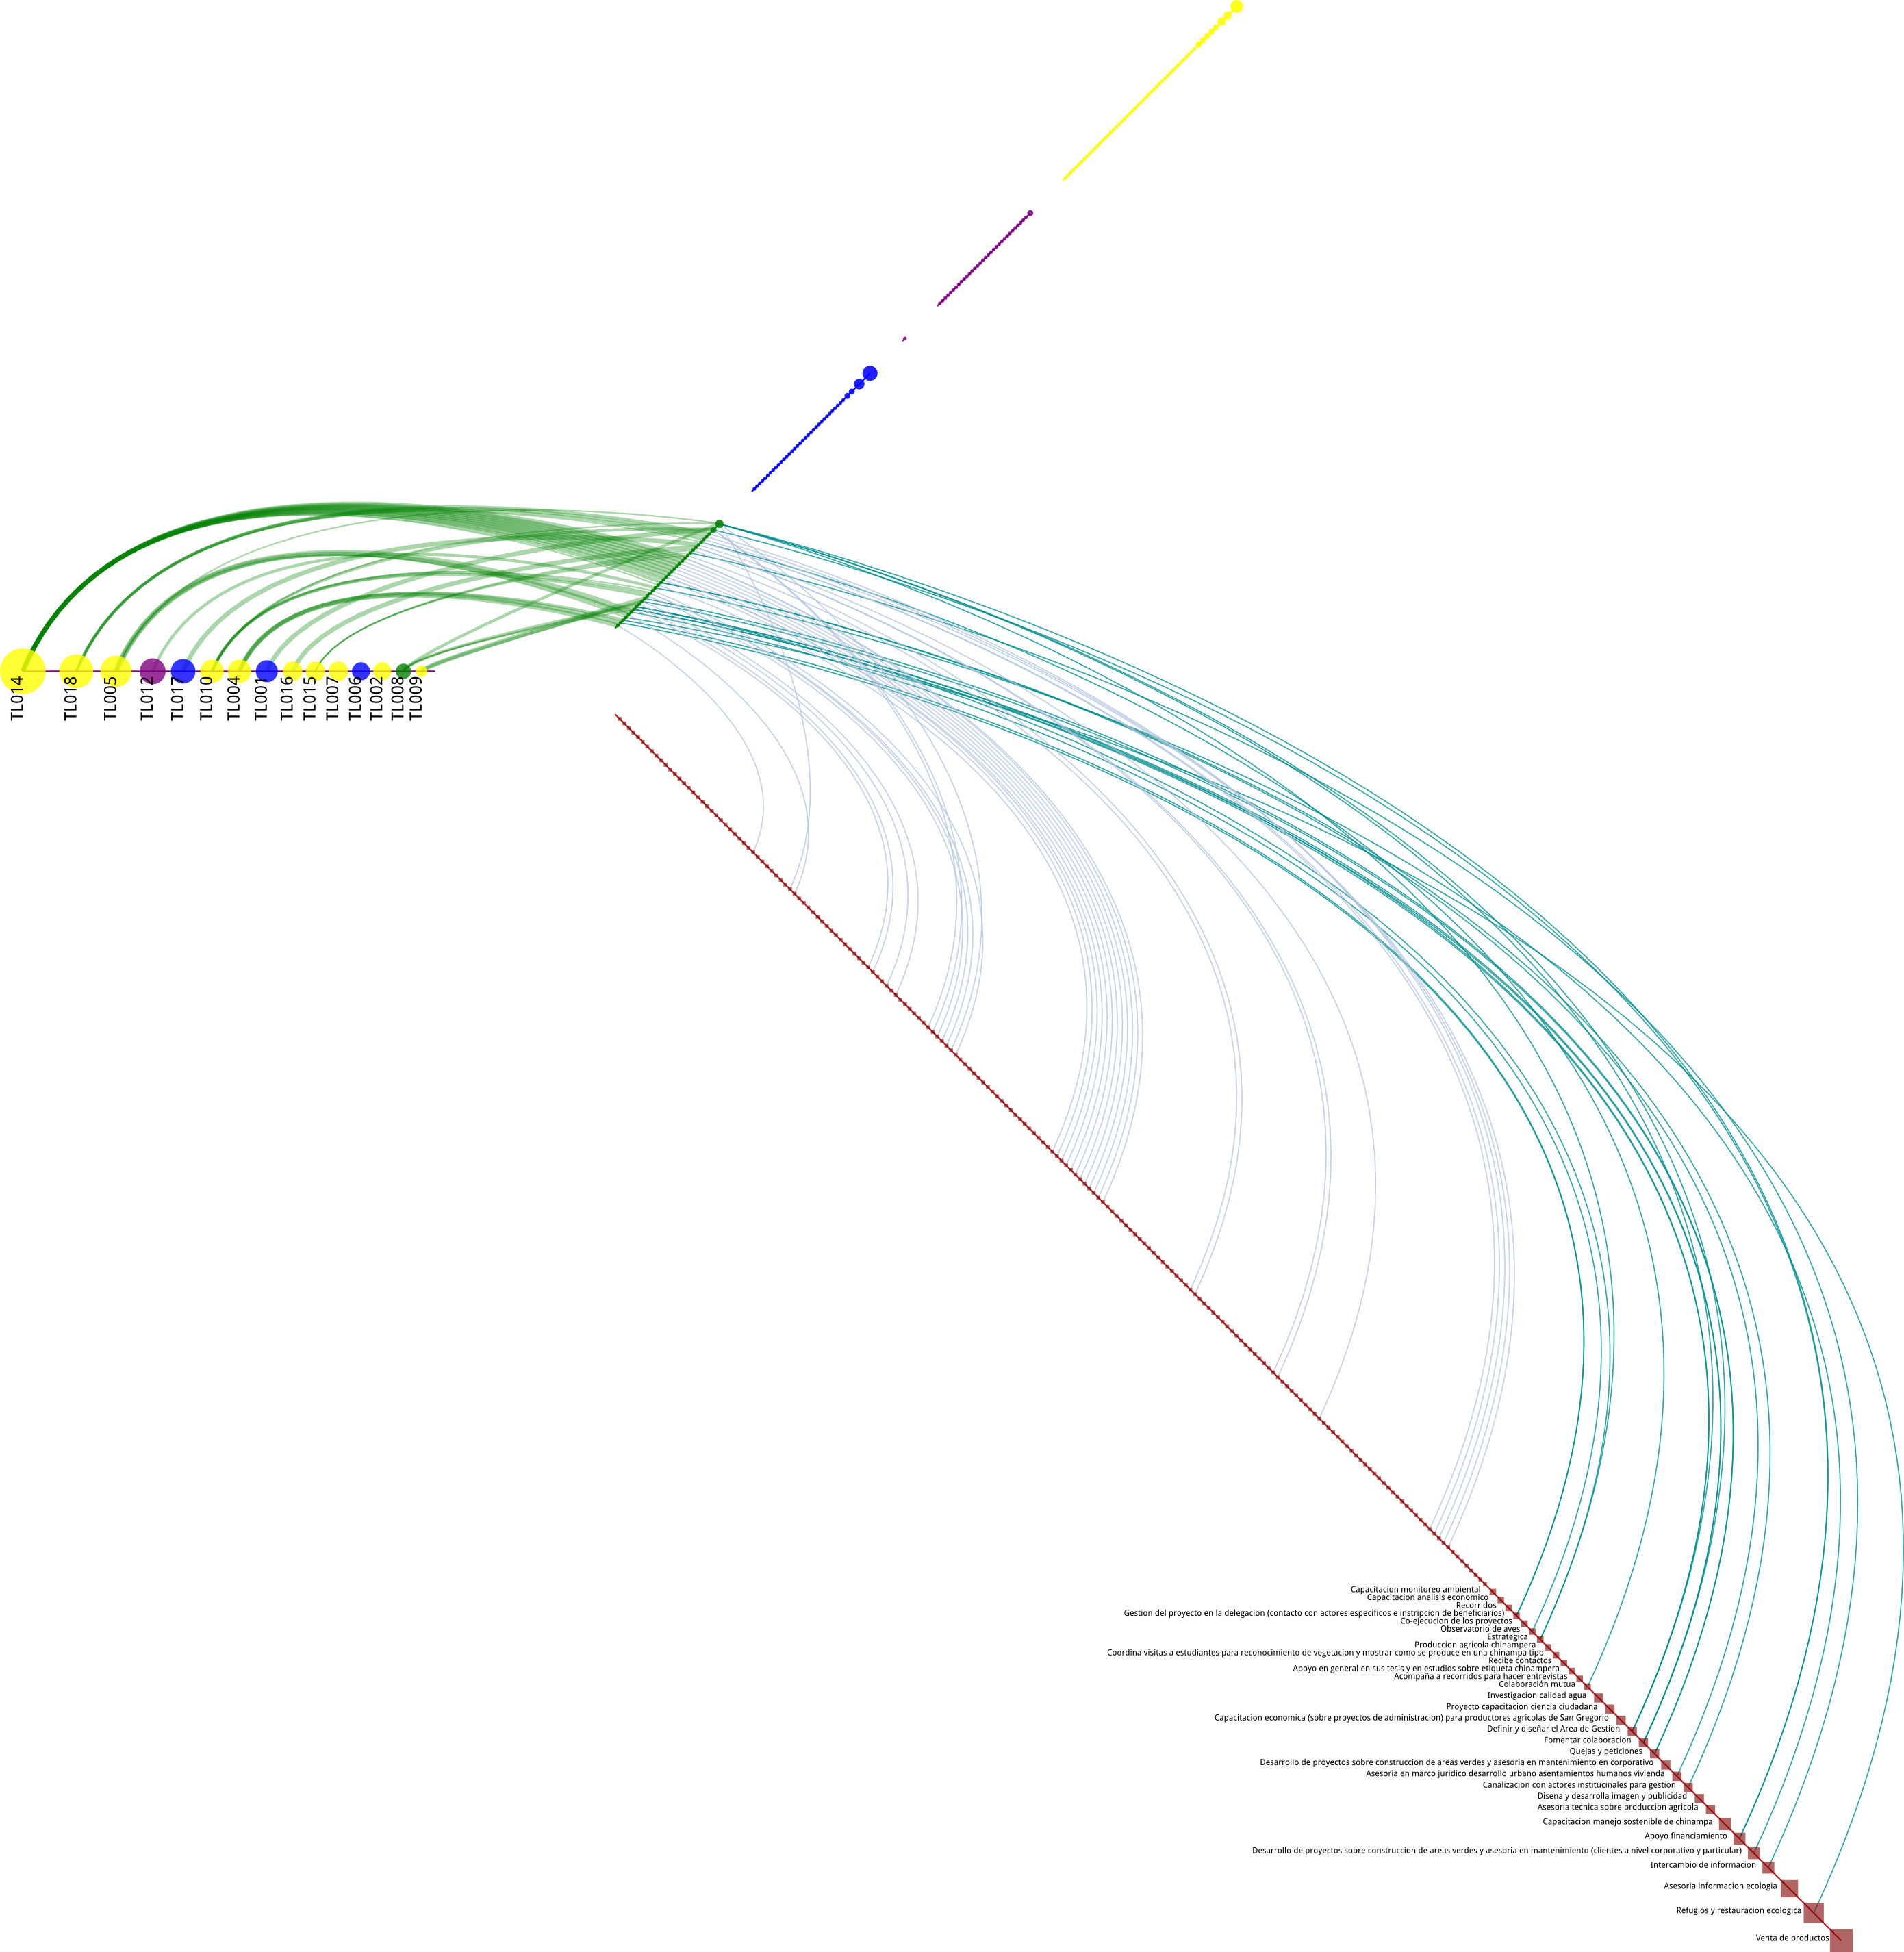 TL014
TL018
TL005
TL012
TL017
TL010
TL004
TL001
TL016
TL015
TL007
TL006
TL002
TL008
TL009
Capacitacion monitoreo ambiental
Capacitacion analisis economico
Recorridos
Gestion del proyecto en la delegacion (contacto con actores especificos e instripcion de beneficiarios)
Co-ejecucion de los proyectos
Observatorio de aves
Estrategica
Produccion agricola chinampera
Coordina visitas a estudiantes para reconocimiento de vegetacion y mostrar como se produce en una chinampa tipo
Recibe contactos
Apoyo en general en sus tesis y en estudios sobre etiqueta chinampera
Acompaña a recorridos para hacer entrevistas
Colaboración mutua
Investigacion calidad agua
Proyecto capacitacion ciencia ciudadana
Capacitacion economica (sobre proyectos de administracion) para productores agricolas de San Gregorio
Definir y diseñar el Area de Gestion
Fomentar colaboracion
Quejas y peticiones
Desarrollo de proyectos sobre construccion de areas verdes y asesoria en mantenimiento en corporativo
Asesoria en marco juridico desarrollo urbano asentamientos humanos vivienda
Canalizacion con actores institucinales para gestion
Disena y desarrolla imagen y publicidad
Asesoria tecnica sobre produccion agricola
Capacitacion manejo sostenible de chinampa
Apoyo financiamiento
Desarrollo de proyectos sobre construccion de areas verdes y asesoria en mantenimiento (clientes a nivel corporativo y particular)
Intercambio de informacion
Asesoria informacion ecologia
Refugios y restauracion ecologica
Venta de productos